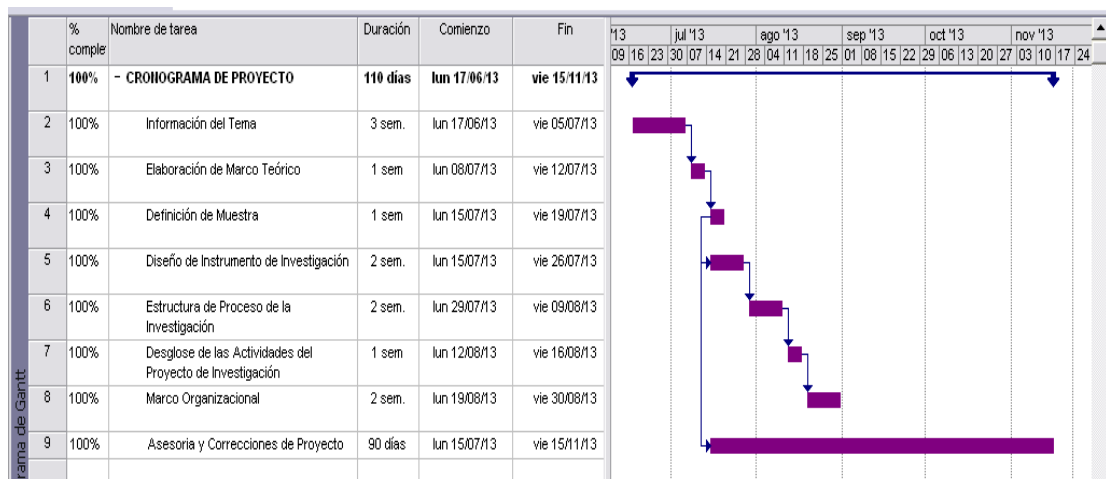 % comple Nombre de tarea Duración Comienzo Fin
'13 jul '13 ago '13 sep '13 oct '13 nov '13
09 16 23 30 07 14 21 28 04 11 18 25 01 08 15 22 29 06 13 20 27 03 10 17 24
1 100% − CRONOGRAMA DE PROYECTO 110 días lun 17/06/13 vie 15/11/13
2 100% Información del Tema 3 sem. lun 17/06/13 vie 05/07/13
3 100% Elaboración de Marco Teórico 1 sem lun 08/07/13 vie 12/07/13
4 100% Definición de Muestra 1 sem lun 15/07/13 vie 19/07/13
5 100% Diseño de Instrumento de Investigación 2 sem. lun 15/07/13 vie 26/07/13
6 100% Estructura de Proceso de la 2 sem. lun 29/07/13 vie 09/08/13
Investigación
7 100% Desglose de las Actividades del 1 sem lun 12/08/13 vie 16/08/13
Proyecto de Investigación
8 100% Marco Organizacional 2 sem. lun 19/08/13 vie 30/08/13
9 100% Asesoria y Correcciones de Proyecto 90 días lun 15/07/13 vie 15/11/13
rama de Gantt